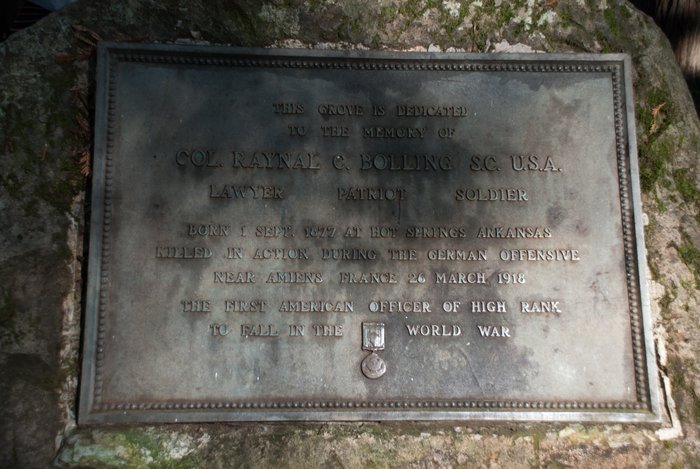 THIS GROVE IS DEDICATED
TO THE MEMORY OF
COL. RAYNAL C. BOLLING S.C. U.S.A.
LAWYER PATRIOT SOLDIER
BORN 1 SEPT. 1877 AT HOT SPRINGS ARKANSAS
KILLED IN ACTION DURING THE GERMAN OFFENSIVE
NEAR AMIENS FRANCE 26 MARCH 1918
THE FIRST AMERICAN OFFICER OF HIGH RANK
TO FALL IN THE WORLD WAR